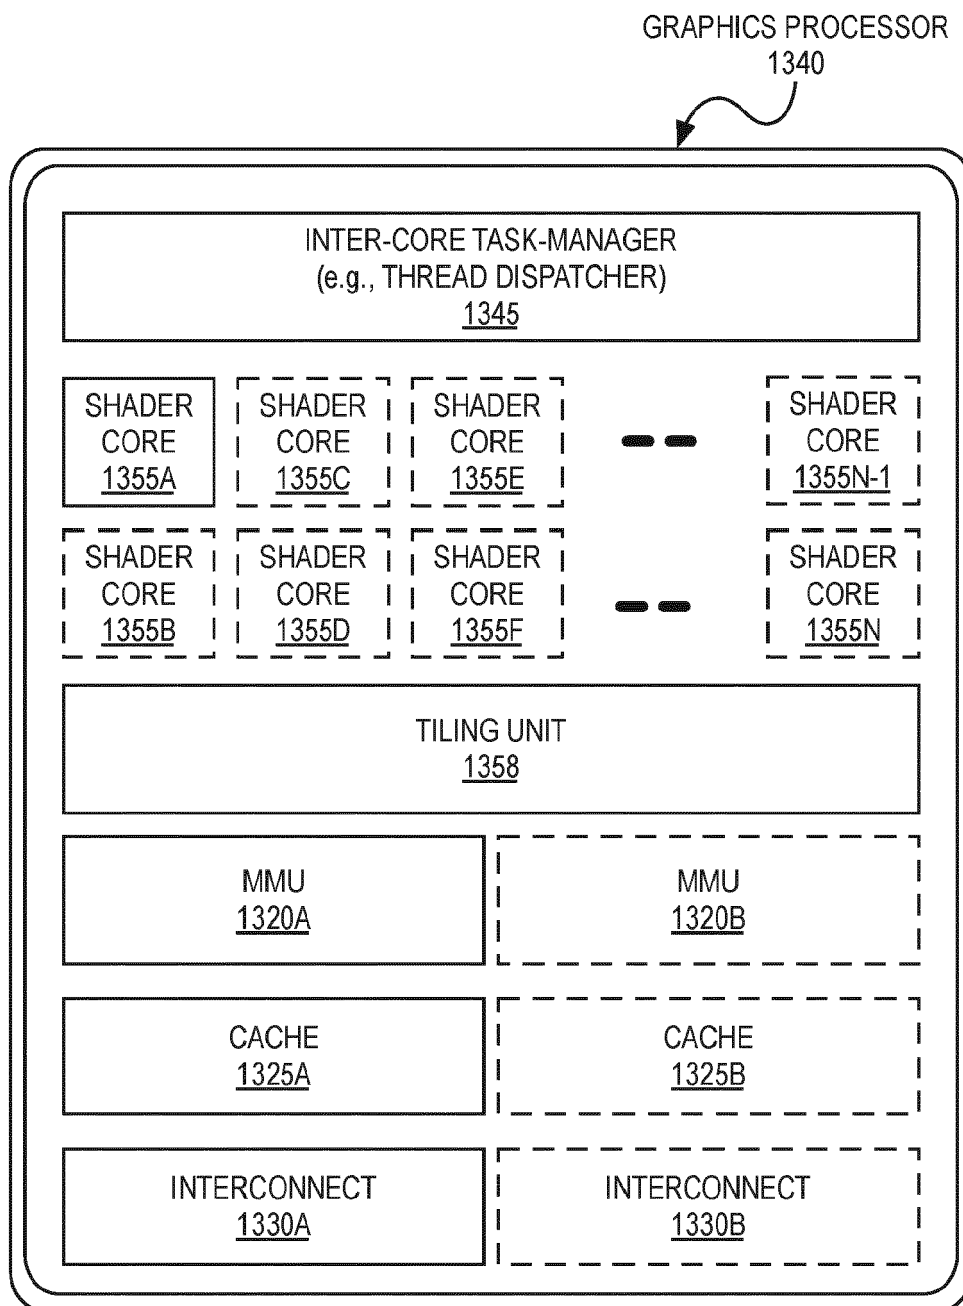 GRAPHICS PROCESSOR
1340
INTER-CORE TASK-MANAGER
(e.g., THREAD DISPATCHER)
1345
SHADER
CORE
1355A
SHADER
CORE
1355C
SHADER
CORE
1355E
SHADER
CORE
1355N-1
SHADER
CORE
1355B
SHADER
CORE
1355D
SHADER
CORE
1355F
SHADER
CORE
1355N
TILING UNIT
1358
MMU
1320A
MMU
1320B
CACHE
1325A
CACHE
1325B
INTERCONNECT
1330A
INTERCONNECT
1330B